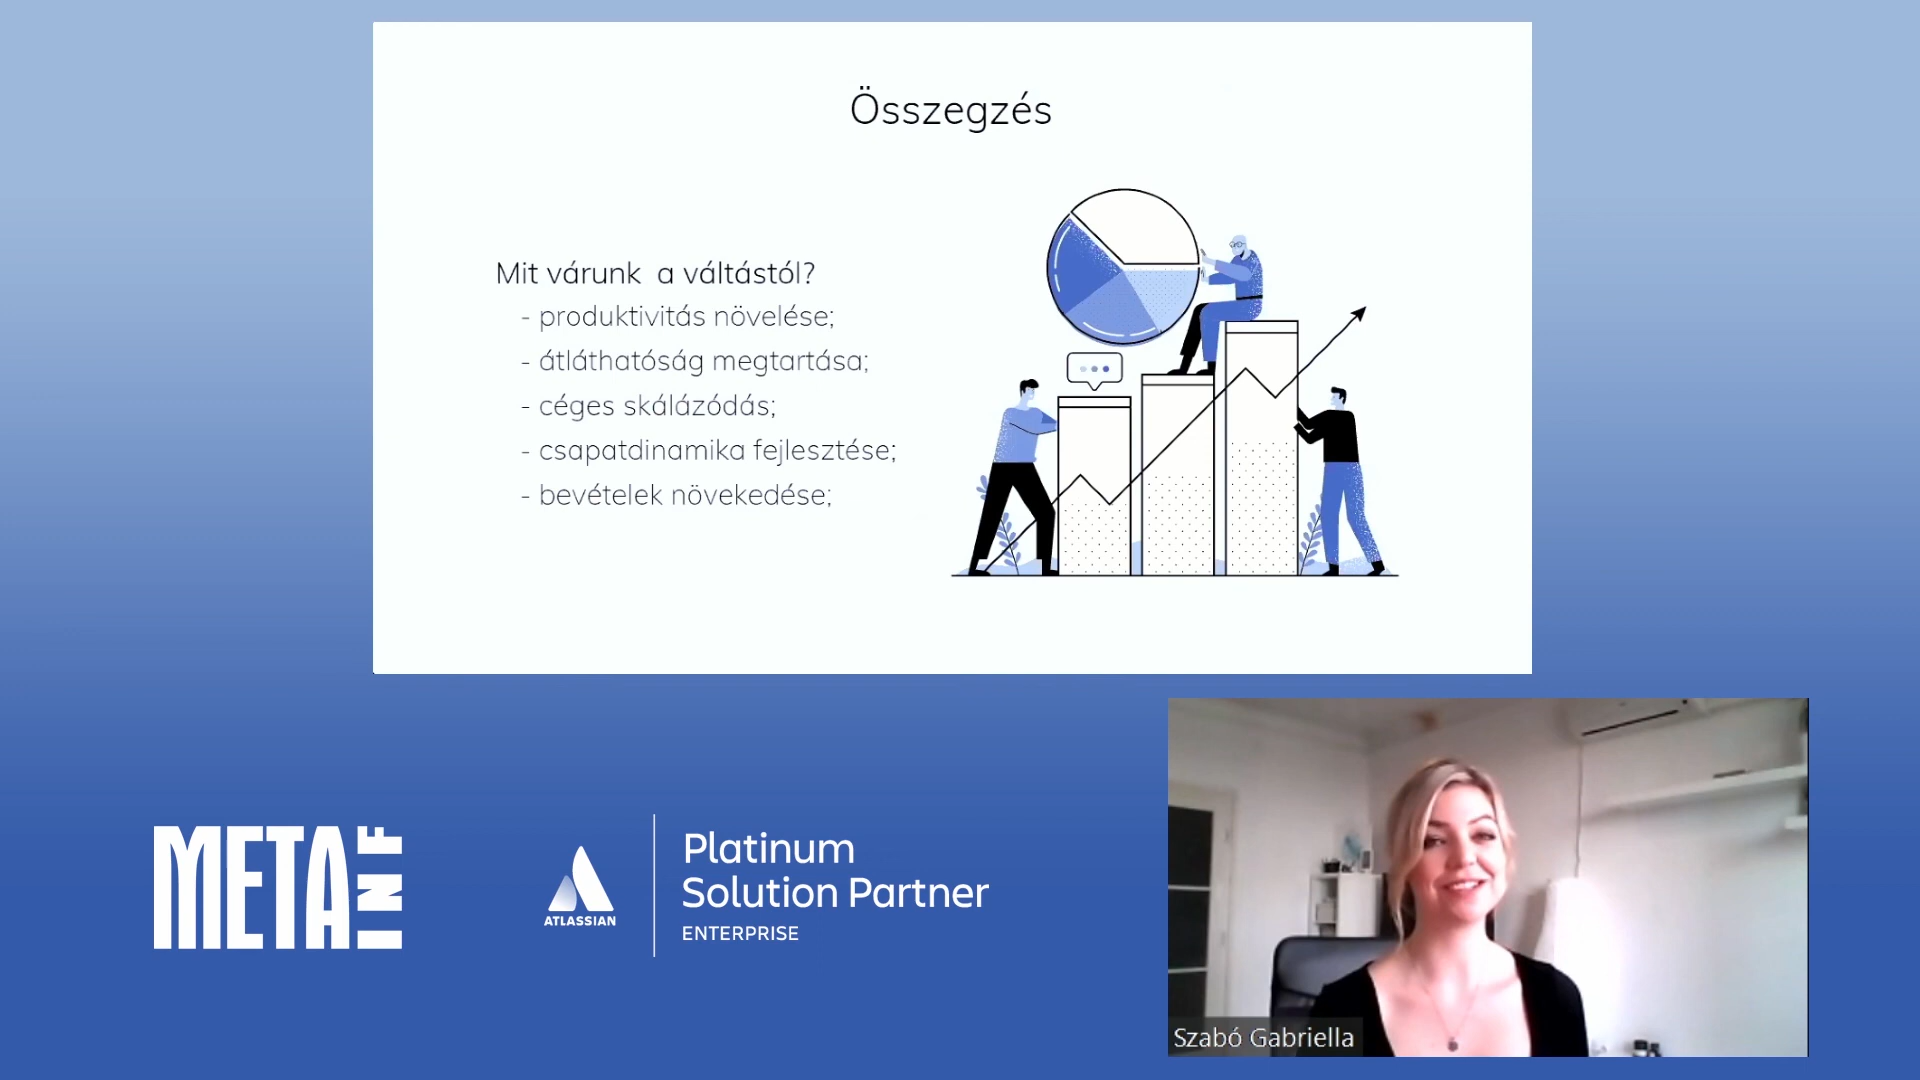 Összegzés
Mit várunk a váltástól?
- produktivitás növelése;
- átláthatóság megtartása;
- céges skálázódás;
- csapatdinamika fejlesztése;
- bevételek növekedése;
META INF
ATLASSIAN
Platinum
Solution Partner
ENTERPRISE
Szabó Gabriella